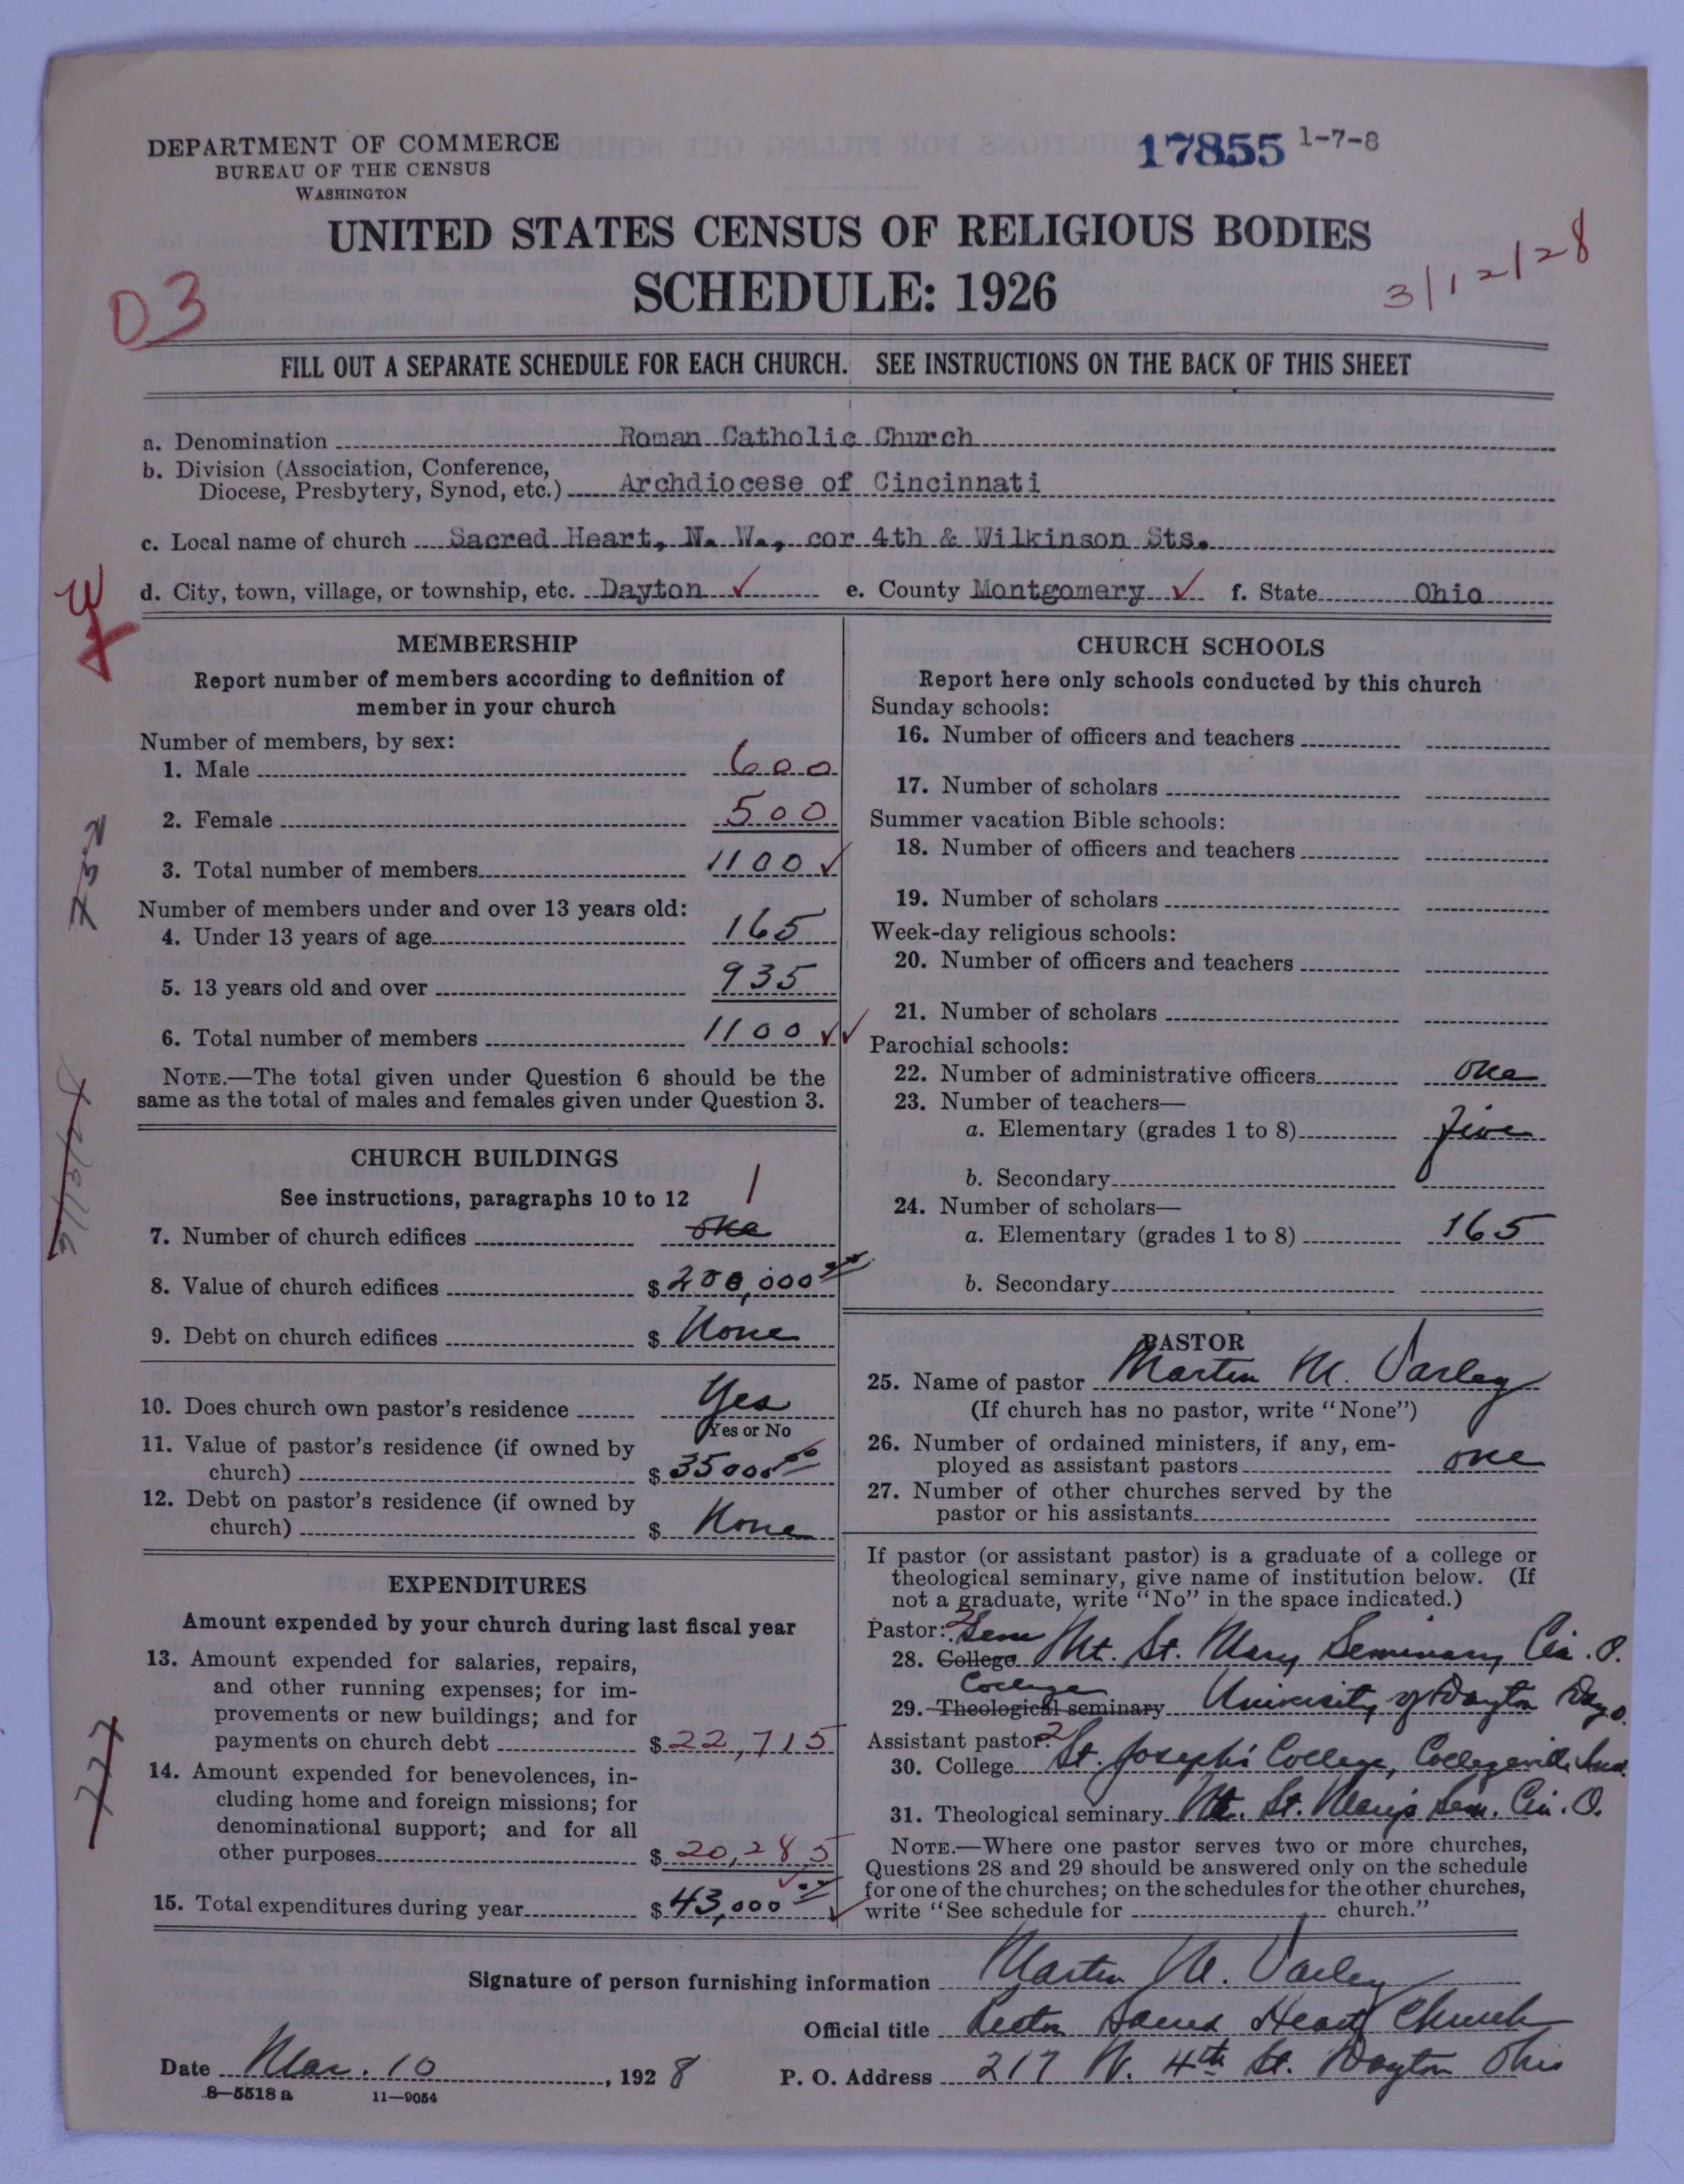 DEPARTMENT OF COMMERCE
BUREAU OF THE CENSUS
WASHINGTON
17855 1-7-8
UNITED STATES CENSUS OF RELIGIOUS BODIES
SCHEDULE: 1926
03
3/12/28
FILL OUT A SEPARATE SCHEDULE FOR EACH CHURCH. SEE INSTRUCTIONS ON THE BACK OF THIS SHEET
a. Denomination Roman Catholic Church
b. Division (Association, Conference,
Diocese, Presbytery, Synod, etc.) Archdiocese of Cincinnati
c. Local name of church Sacred Heart, N. W., cor 4th & Wilkinson Sts.
d. City, town, village, or township, etc. Dayton ✓ e. County Montgomery ✓ f. State Ohio
MEMBERSHIP
Report number of members according to definition of
member in your church
Number of members, by sex:
1. Male 600
2. Female 500
3. Total number of members 1100 ✓
732
Number of members under and over 13 years old:
4. Under 13 years of age 165
5. 13 years old and over 935
6. Total number of members 1100 ✓✓
NOTE.—The total given under Question 6 should be the
same as the total of males and females given under Question 3.
CHURCH BUILDINGS
See instructions, paragraphs 10 to 12
1
7. Number of church edifices one
8. Value of church edifices $ 200,000
9. Debt on church edifices $ None
10. Does church own pastor's residence Yes
Yes or No
11. Value of pastor's residence (if owned by
church) $ 35000
12. Debt on pastor's residence (if owned by
church) $ None
EXPENDITURES
Amount expended by your church during last fiscal year
13. Amount expended for salaries, repairs,
and other running expenses; for im-
provements or new buildings; and for
payments on church debt $ 22,715
777
14. Amount expended for benevolences, in-
cluding home and foreign missions; for
denominational support; and for all
other purposes $ 20,285
15. Total expenditures during year $ 43,000 ✓
CHURCH SCHOOLS
Report here only schools conducted by this church
Sunday schools:
16. Number of officers and teachers
17. Number of scholars
Summer vacation Bible schools:
18. Number of officers and teachers
19. Number of scholars
Week-day religious schools:
20. Number of officers and teachers
21. Number of scholars
Parochial schools:
22. Number of administrative officers one
23. Number of teachers—
a. Elementary (grades 1 to 8) five
b. Secondary
24. Number of scholars—
a. Elementary (grades 1 to 8) 165
b. Secondary
PASTOR
25. Name of pastor Martin M. Varley
(If church has no pastor, write "None")
26. Number of ordained ministers, if any, em-
ployed as assistant pastors one
27. Number of other churches served by the
pastor or his assistants
If pastor (or assistant pastor) is a graduate of a college or
theological seminary, give name of institution below. (If
not a graduate, write "No" in the space indicated.)
Pastor: 2 Sem
28. College Mt. St. Mary Seminary Cin. O.
College
29. Theological seminary University of Dayton Day O.
Assistant pastor: 2
30. College St. Joseph's College, Collegeville Ind.
31. Theological seminary Mt. St. Mary's Sem. Cin. O.
NOTE.—Where one pastor serves two or more churches,
Questions 28 and 29 should be answered only on the schedule
for one of the churches; on the schedules for the other churches,
write "See schedule for church."
Signature of person furnishing information Martin M. Varley
Official title Rector Sacred Heart Church
Date Mar. 10, 1928 P. O. Address 217 W. 4th St. Dayton Ohio
8—5518 a 11—9054